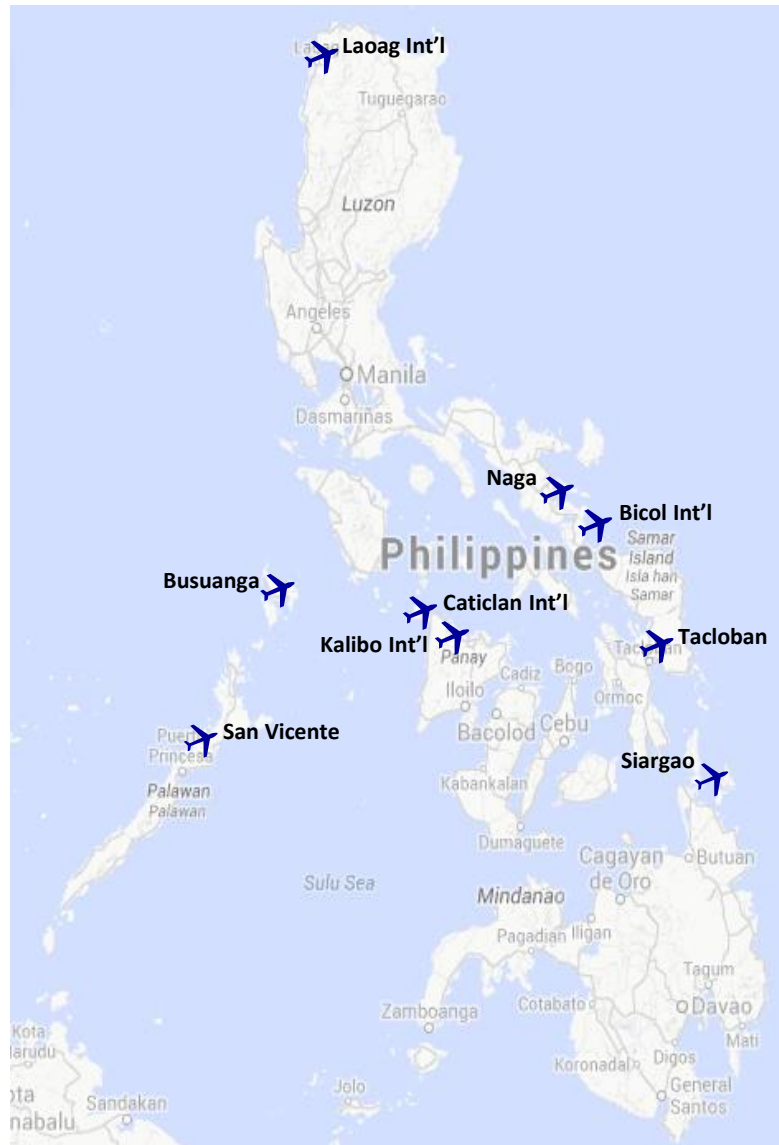 Laoag Int'l
Tuguegarao
Luzon
Angeles
Manila
Dasmariñas
Naga
Bicol Int'l
Samar
Island
Isla han
Samar
Philippines
Busuanga
Caticlan Int'l
Kalibo Int'l
Tacloban
Panay
Cadiz
Bogo
Iloilo
Ormoc
Bacolod
Cebu
San Vicente
Puerto
Princesa
Siargao
Kabankalan
Palawan
Palawan
Dumaguete
Cagayan
de Oro
Butuan
Sulu Sea
Mindanao
Pagadian
Iligan
Tagum
Cotabato
Davao
Zamboanga
Mati
Kota
Marudu
Koronadal
Digos
Jolo
General
Santos
Sandakan